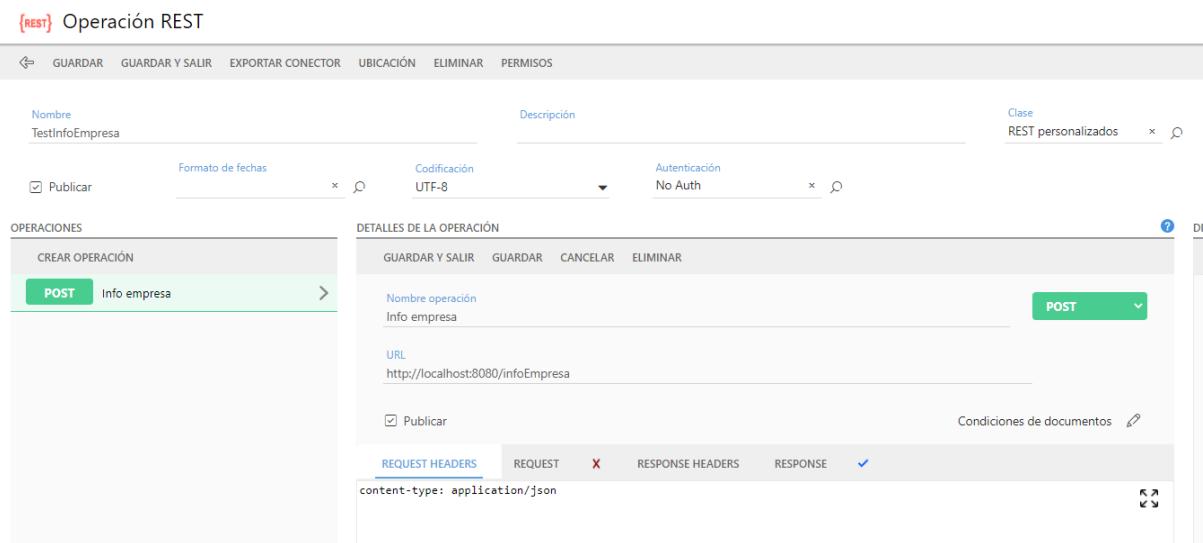 {REST} Operación REST
GUARDAR GUARDAR Y SALIR EXPORTAR CONECTOR UBICACIÓN ELIMINAR PERMISOS
Nombre Descripción Clase
TestInfoEmpresa REST personalizados ×
Formato de fechas Codificación Autenticación
Publicar × UTF-8 No Auth ×
OPERACIONES DETALLES DE LA OPERACIÓN ? DE
CREAR OPERACIÓN GUARDAR Y SALIR GUARDAR CANCELAR ELIMINAR
POST Info empresa
Nombre operación
Info empresa POST
URL
http://localhost:8080/infoEmpresa
Publicar Condiciones de documentos
REQUEST HEADERS REQUEST X RESPONSE HEADERS RESPONSE
content-type: application/json